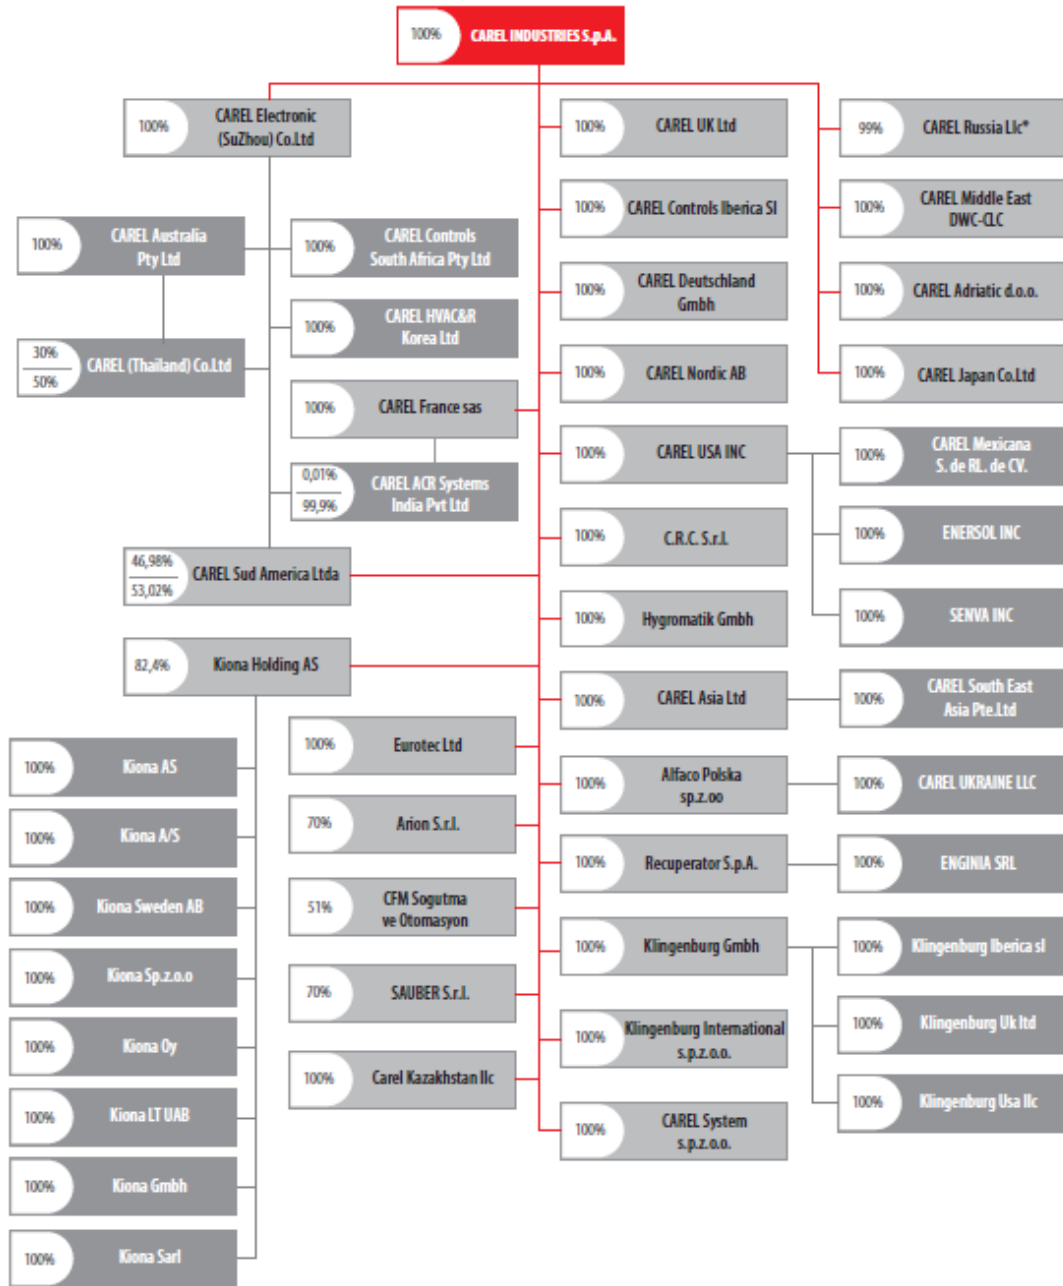 100% CAREL INDUSTRIES S.p.A.
100% CAREL Electronic
(SuZhou) Co.Ltd
100% CAREL Australia
Pty Ltd
100% CAREL Controls
South Africa Pty Ltd
100% CAREL HVAC&R
Korea Ltd
30%
50%
CAREL (Thailand) Co.Ltd
100% CAREL France sas
0,01%
99,9%
CAREL ACR Systems
India Pvt Ltd
46,98%
53,02%
CAREL Sud America Ltda
82,4% Kiona Holding AS
100% Kiona AS
100% Kiona A/S
100% Kiona Sweden AB
100% Kiona Sp.z.o.o
100% Kiona Oy
100% Kiona LT UAB
100% Kiona Gmbh
100% Kiona Sarl
100% Eurotec Ltd
70% Arion S.r.l.
51% CFM Sogutma
ve Otomasyon
70% SAUBER S.r.l.
100% Carel Kazakhstan llc
100% CAREL UK Ltd
100% CAREL Controls Iberica Sl
100% CAREL Deutschland
Gmbh
100% CAREL Nordic AB
100% CAREL USA INC
100% C.R.C. S.r.l.
100% Hygromatik Gmbh
100% CAREL Asia Ltd
100% Alfaco Polska
sp.z.oo
100% Recuperator S.p.A.
100% Klingenburg Gmbh
100% Klingenburg International
s.p.z.o.o.
100% CAREL System
s.p.z.o.o.
99% CAREL Russia Llc*
100% CAREL Middle East
DWC-CLC
100% CAREL Adriatic d.o.o.
100% CAREL Japan Co.Ltd
100% CAREL Mexicana
S. de RL. de CV.
100% ENERSOL INC
100% SENVA INC
100% CAREL South East
Asia Pte.Ltd
100% CAREL UKRAINE LLC
100% ENGINIA SRL
100% Klingenburg Iberica sl
100% Klingenburg Uk ltd
100% Klingenburg Usa llc